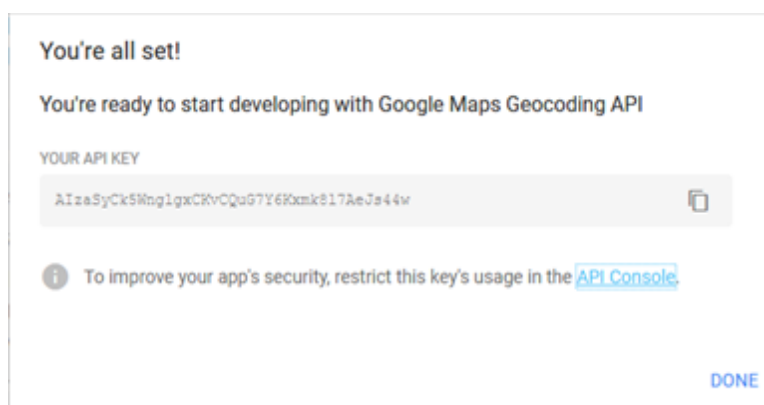 You're all set!
You're ready to start developing with Google Maps Geocoding API
YOUR API KEY
To improve your app's security, restrict this key's usage in the API Console.
DONE